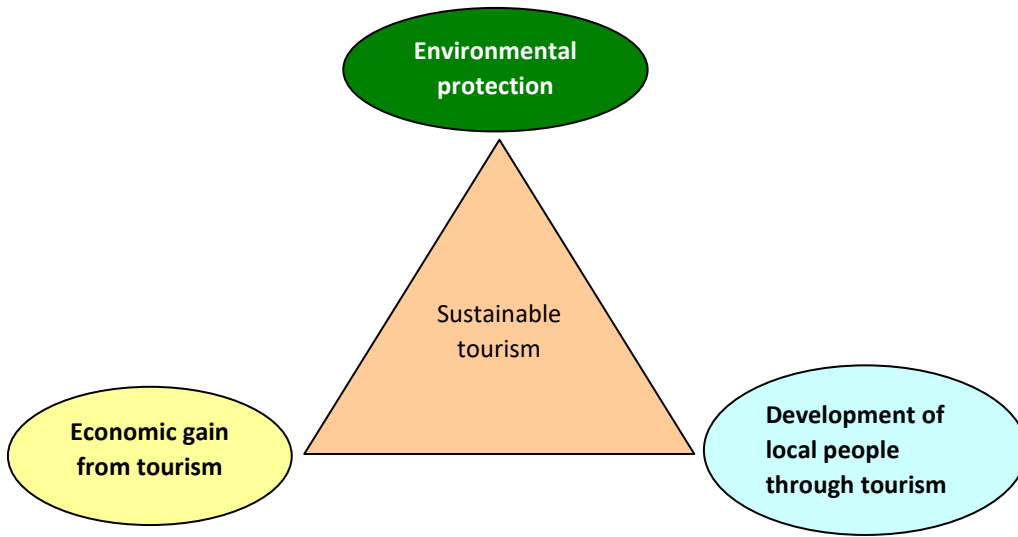 Environmental
protection
Sustainable
tourism
Economic gain
from tourism
Development of
local people
through tourism